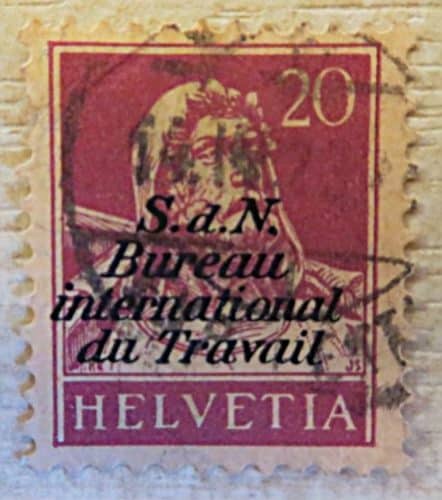 20
S.d.N.
Bureau
international
du Travail
HELVETIA